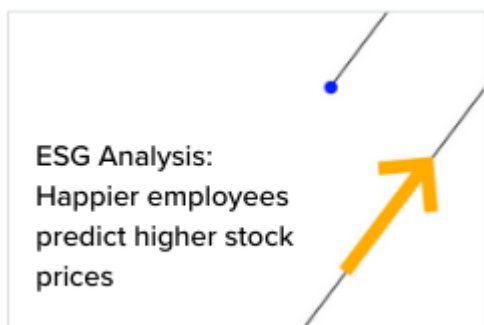 ESG Analysis:
Happier employees
predict higher stock
prices